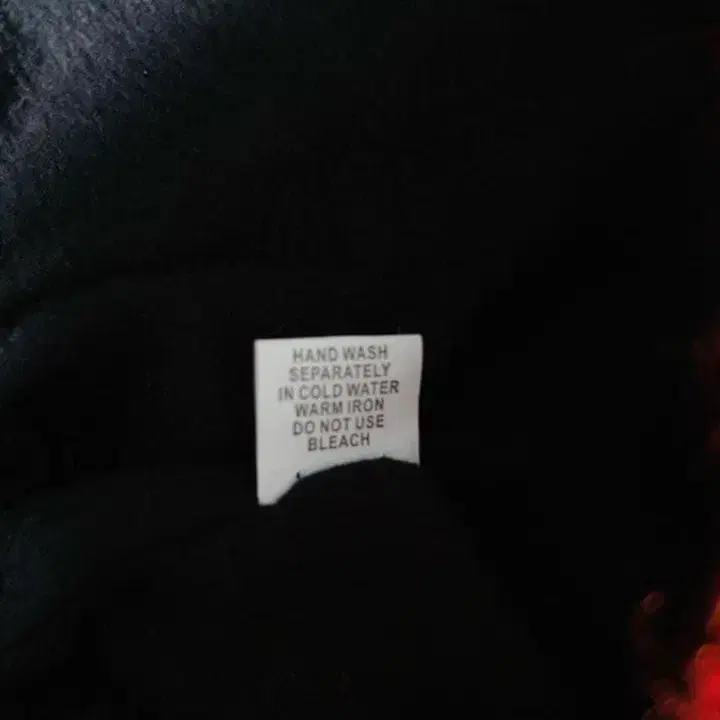 HAND WASH
SEPARATELY
IN COLD WATER
WARM IRON
DO NOT USE
BLEACH